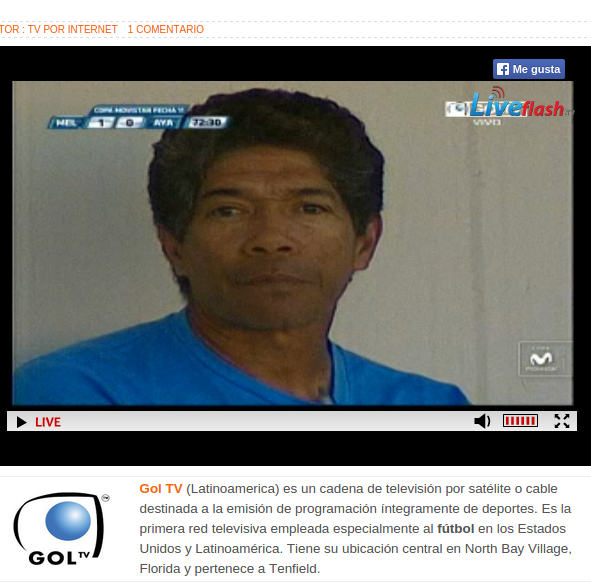 TOR : TV POR INTERNET 1 COMENTARIO
Me gusta
COPA MOVISTAR FECHA
MEL 1 0 AYA 72:30
Liveflash
VIVO
movistar
LIVE
Gol TV (Latinoamerica) es un cadena de televisión por satélite o cable
destinada a la emisión de programación íntegramente de deportes. Es la
primera red televisiva empleada especialmente al fútbol en los Estados
Unidos y Latinoamérica. Tiene su ubicación central en North Bay Village,
Florida y pertenece a Tenfield.
GOLTV